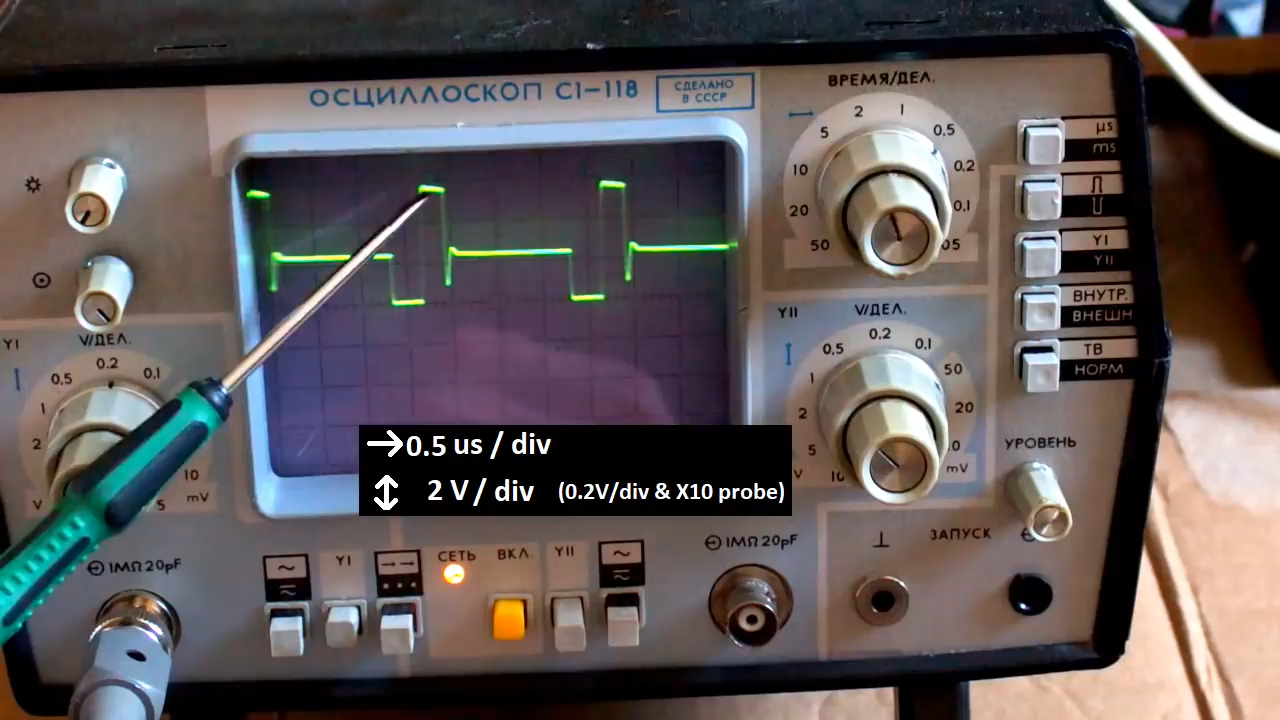 ОСЦИЛЛОСКОП С1-118
СДЕЛАНО
В СССР
ВРЕМЯ/ДЕЛ.
5 2 1 0,5
10 0,2
20 0,1
50 05
μs
ms
YI
YII
ВНУТР.
ВНЕШН
ТВ
НОРМ
YI V/ДЕЛ.
0.5 0.2 0.1
1
2
V 10
mV
5
YII V/ДЕЛ.
0.5 0.2 0.1
1 50
2 20
V mV
УРОВЕНЬ
→0.5 us / div
↕ 2 V / div (0.2V/div & X10 probe)
1MΩ 20pF
~ YI
СЕТЬ ВКЛ. YII ~
1MΩ 20pF
⊥ ЗАПУСК